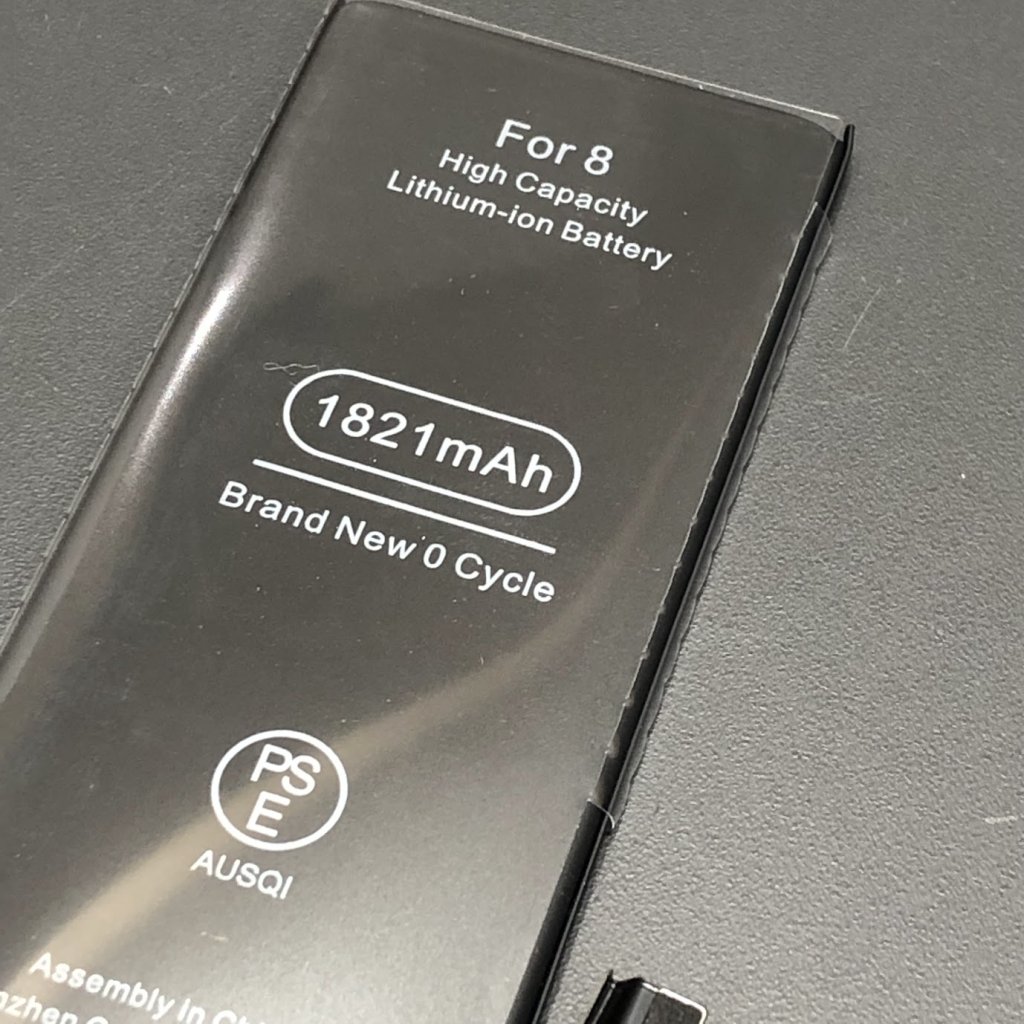 For 8
High Capacity
Lithium-ion Battery
1821mAh
Brand New 0 Cycle
PS
E
AUSQI
Assembly in